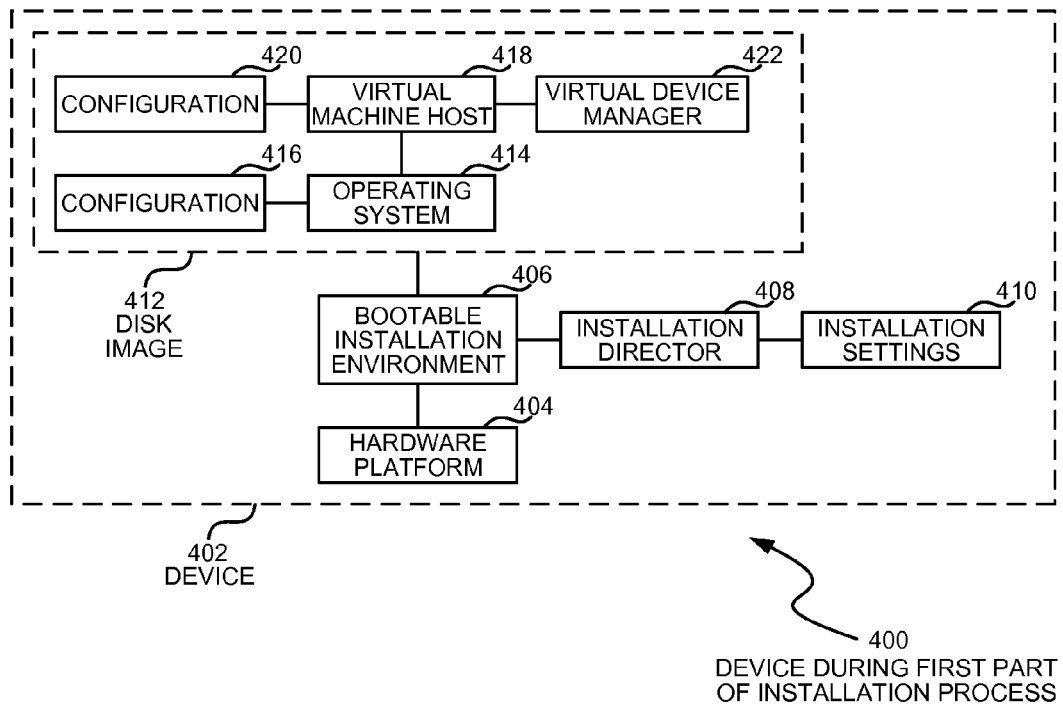 420
418
422
CONFIGURATION
VIRTUAL
MACHINE HOST
VIRTUAL DEVICE
MANAGER
416
414
CONFIGURATION
OPERATING
SYSTEM
412
DISK
IMAGE
406
408
410
BOOTABLE
INSTALLATION
ENVIRONMENT
INSTALLATION
DIRECTOR
INSTALLATION
SETTINGS
404
HARDWARE
PLATFORM
402
DEVICE
400
DEVICE DURING FIRST PART
OF INSTALLATION PROCESS